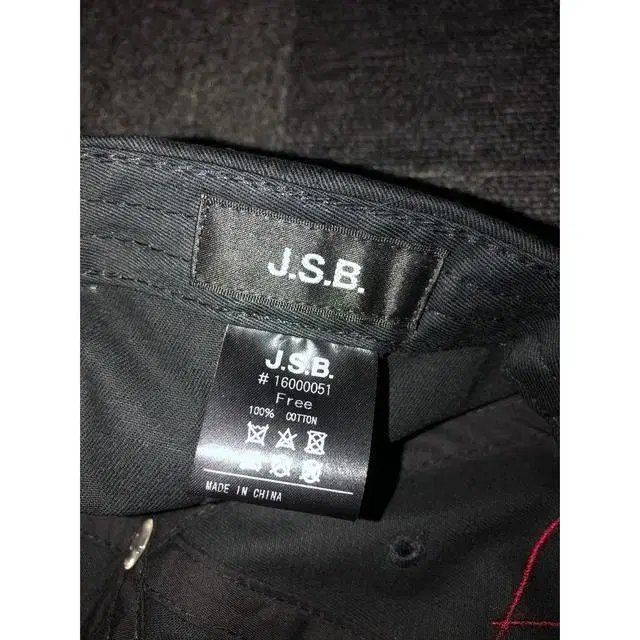 J.S.B.
J.S.B.
# 16000051
Free
100% COTTON
MADE IN CHINA